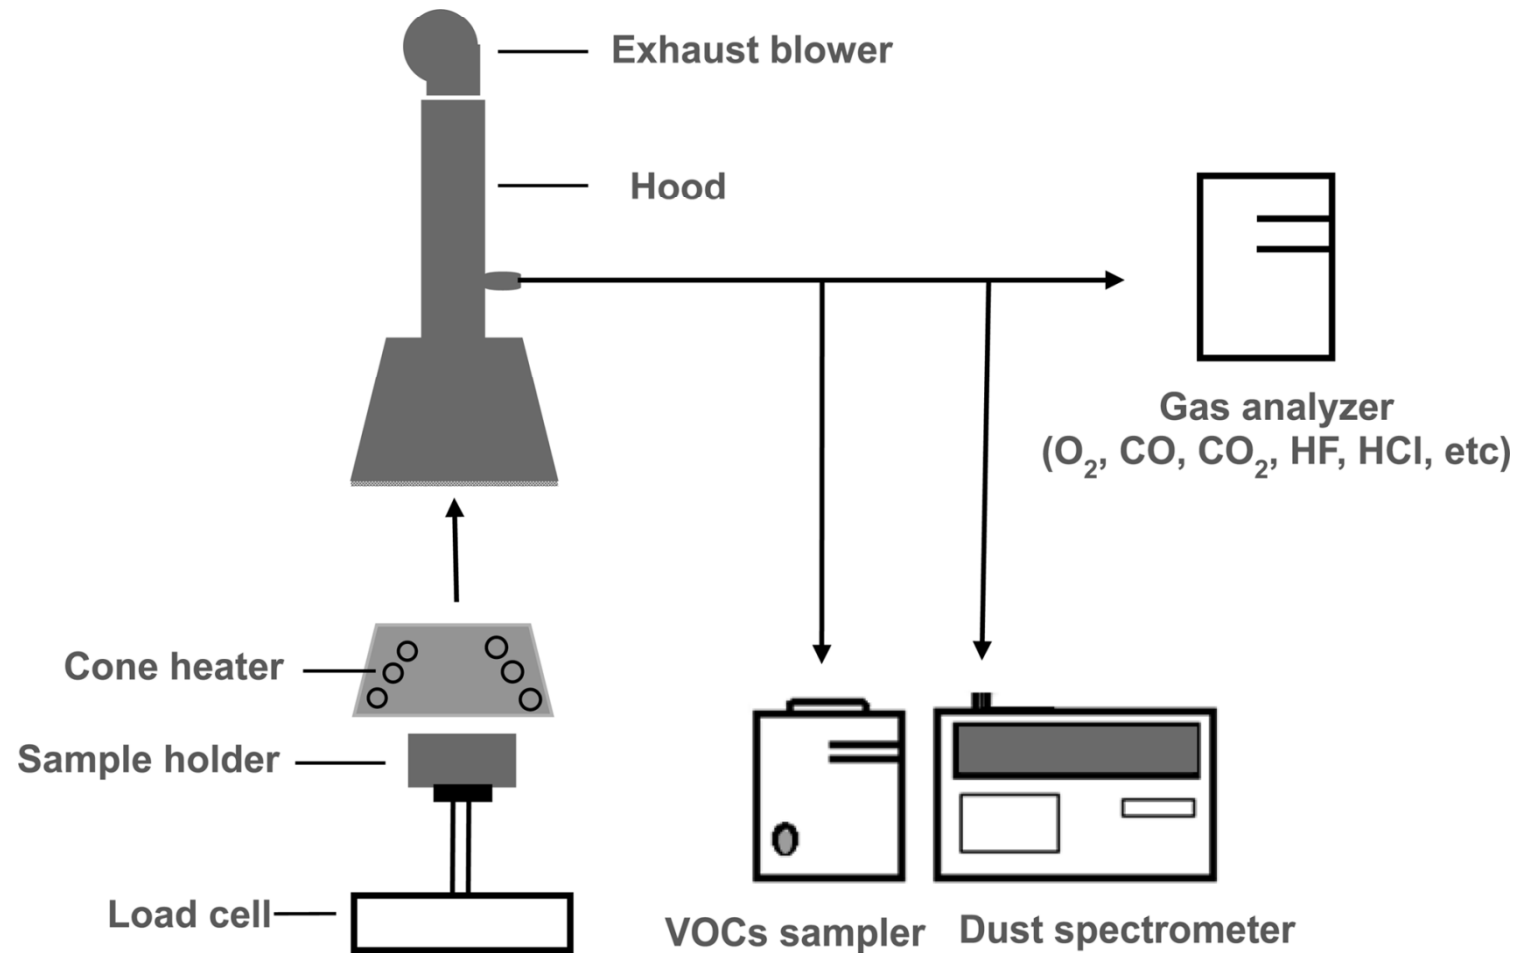 Exhaust blower
Hood
Gas analyzer
(O₂, CO, CO₂, HF, HCl, etc)
Cone heater
Sample holder
Load cell
VOCs sampler
Dust spectrometer